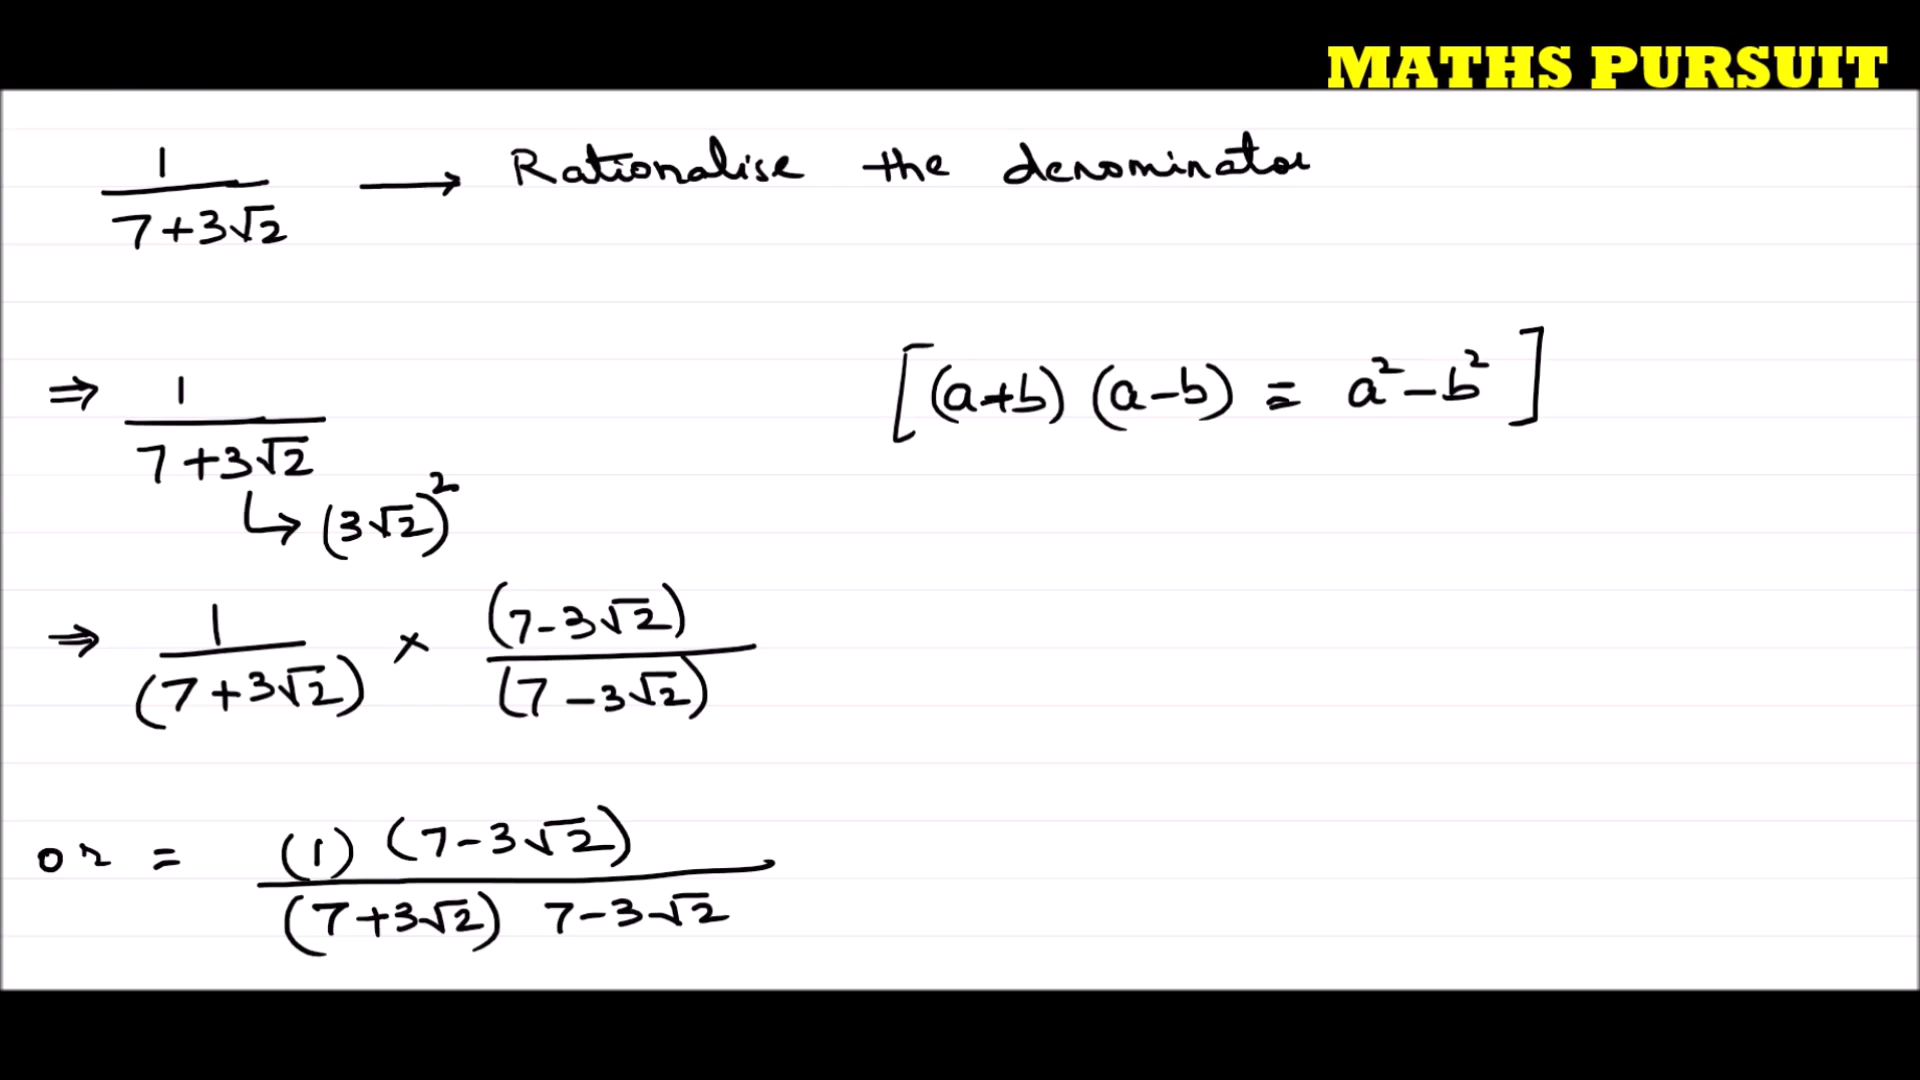 MATHS PURSUIT
1/(7+3√2) → Rationalise the denominator
⇒ 1/(7+3√2) [(a+b) (a-b) = a²-b²]
↳ (3√2)²
⇒ 1/(7+3√2) × (7-3√2)/(7-3√2)
or = (1) (7-3√2)/(7+3√2) 7-3√2